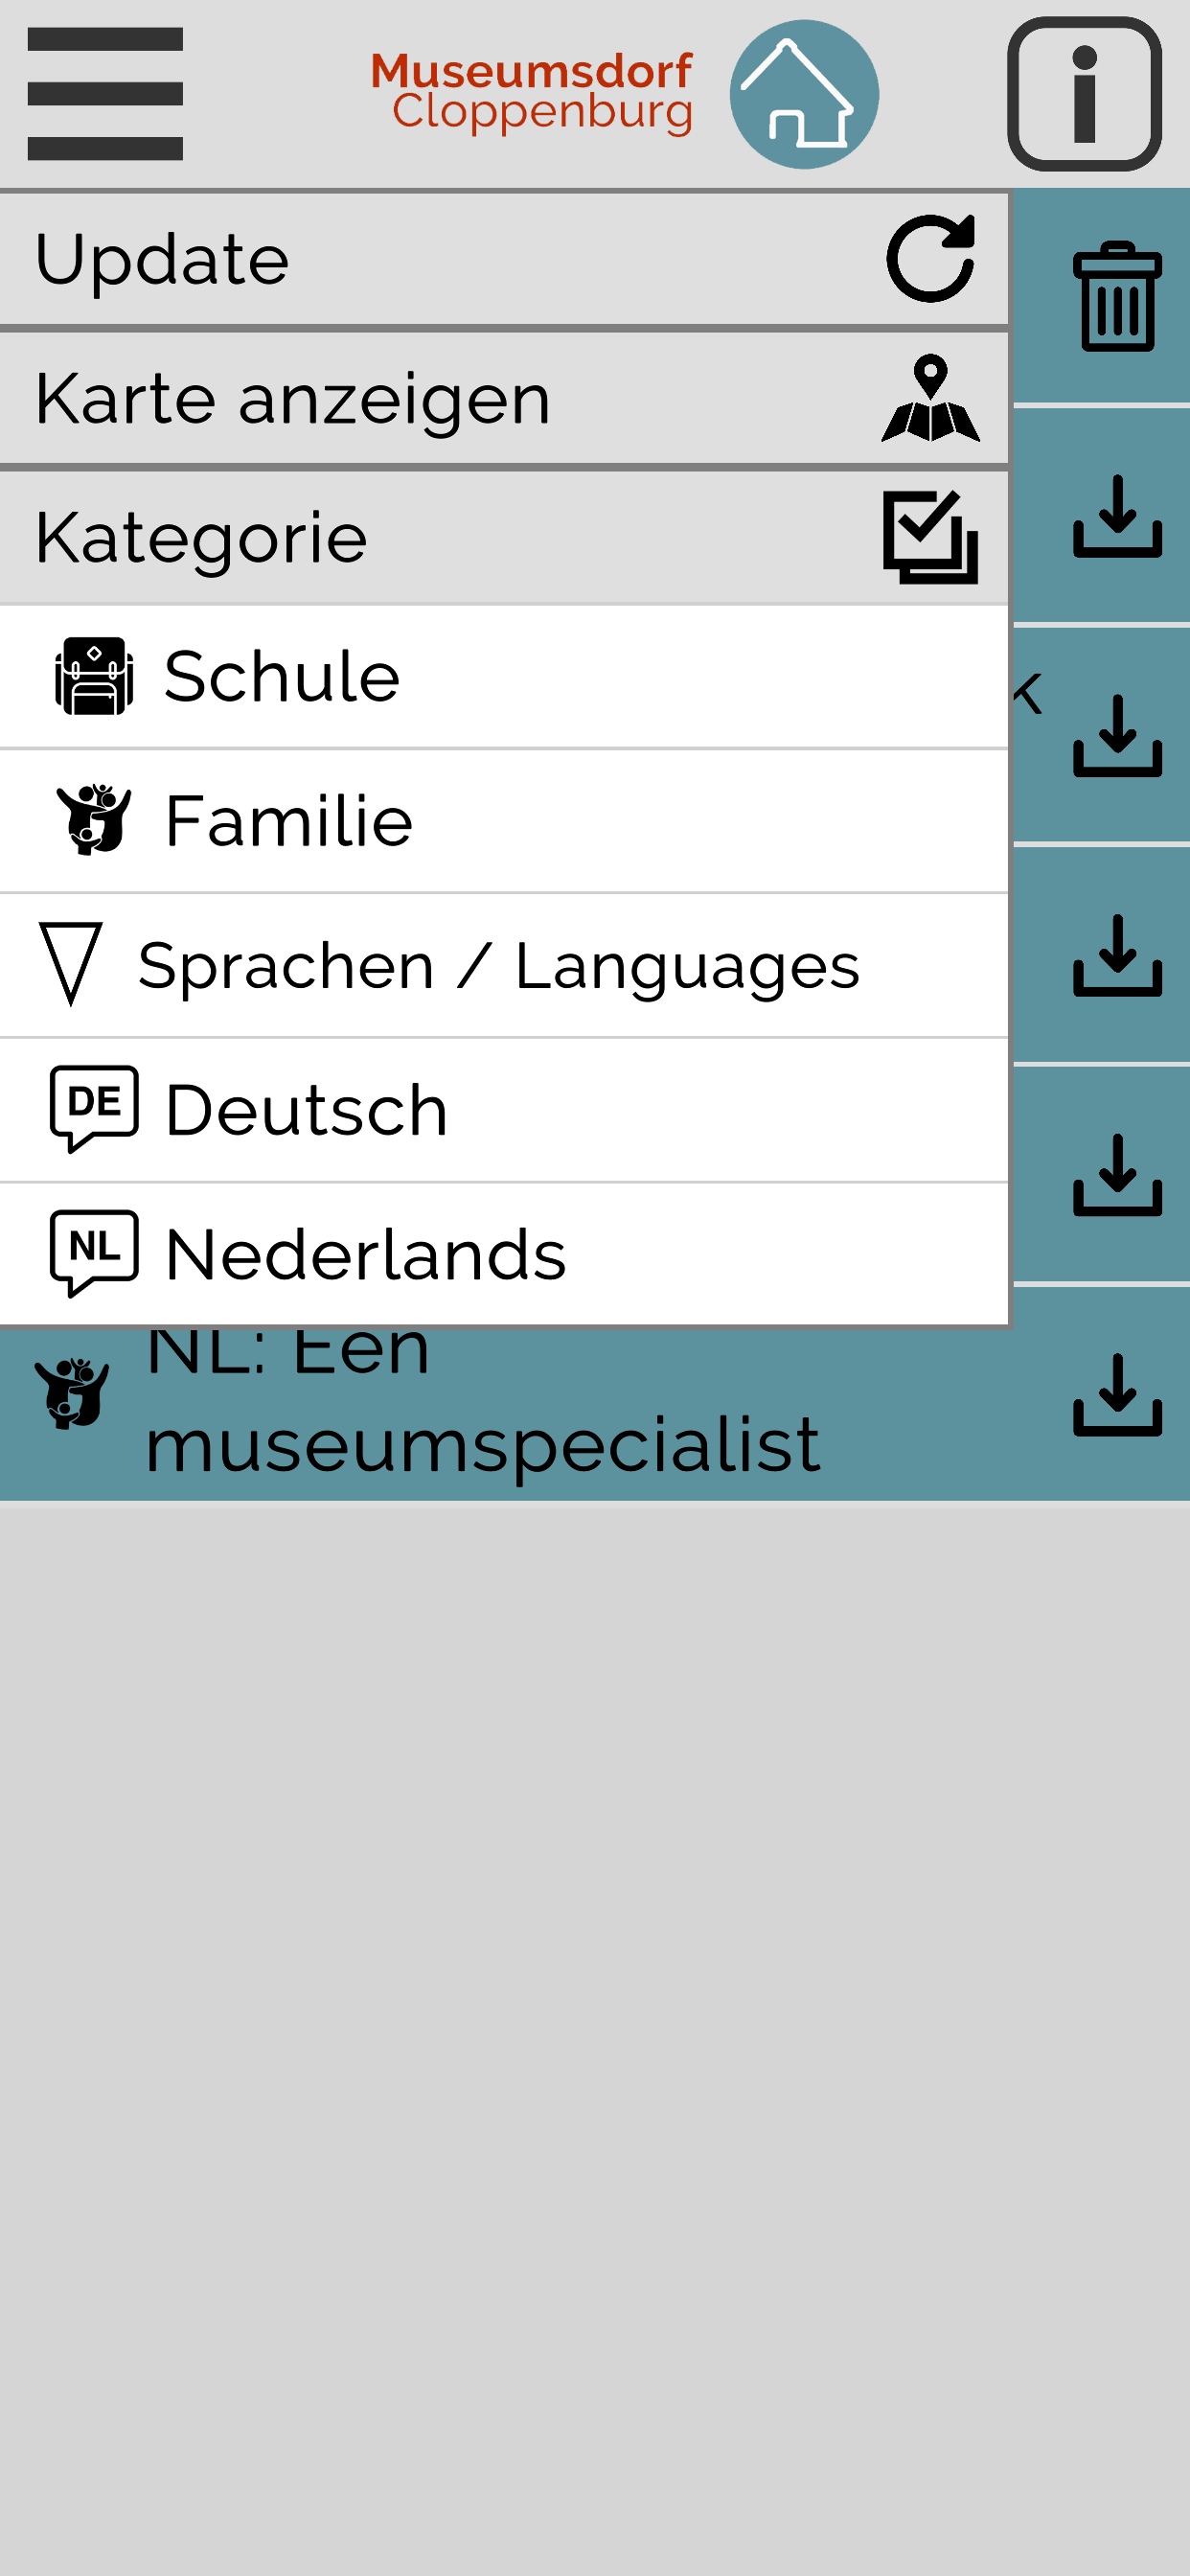 Museumsdorf
Cloppenburg
Update
Karte anzeigen
Kategorie
Schule
k
Familie
Sprachen / Languages
DE Deutsch
NL Nederlands
NL: Een
museumspecialist